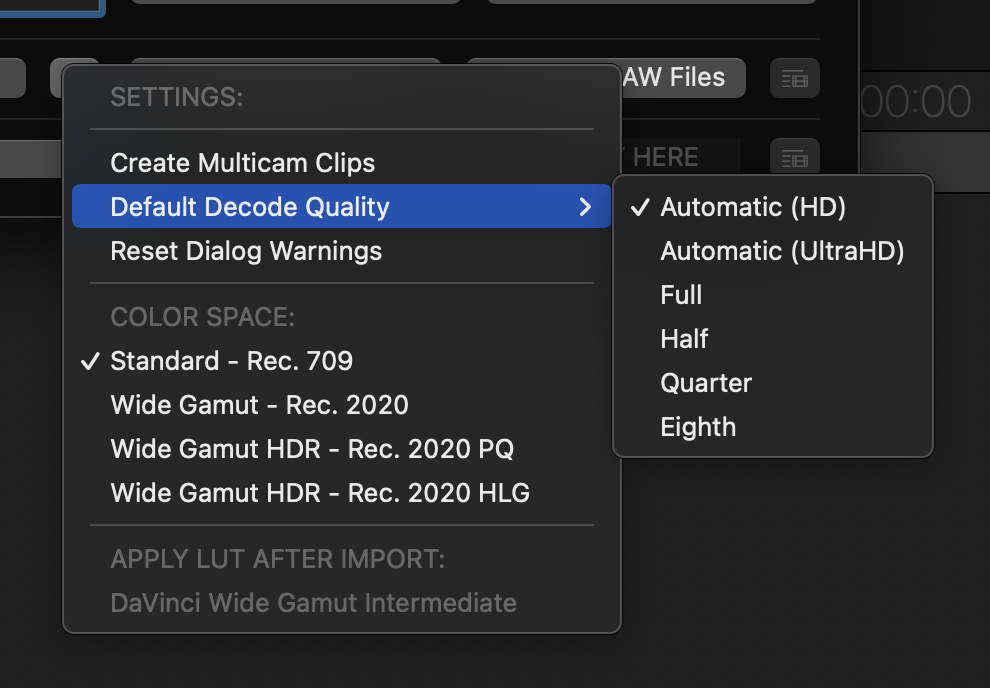 AW Files
00:00
HERE
SETTINGS:
Create Multicam Clips
Default Decode Quality
Reset Dialog Warnings
COLOR SPACE:
Standard - Rec. 709
Wide Gamut - Rec. 2020
Wide Gamut HDR - Rec. 2020 PQ
Wide Gamut HDR - Rec. 2020 HLG
APPLY LUT AFTER IMPORT:
DaVinci Wide Gamut Intermediate
Automatic (HD)
Automatic (UltraHD)
Full
Half
Quarter
Eighth